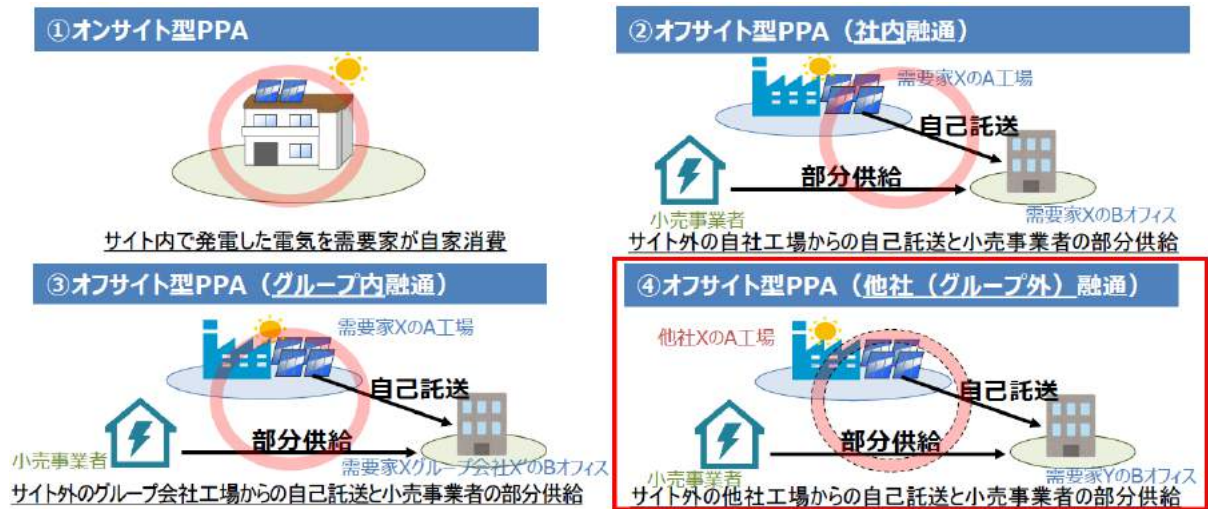 ①オンサイト型PPA
サイト内で発電した電気を需要家が自家消費
②オフサイト型PPA（社内融通）
需要家XのA工場
自己託送
部分供給
小売事業者
需要家XのBオフィス
サイト外の自社工場からの自己託送と小売事業者の部分供給
③オフサイト型PPA（グループ内融通）
需要家XのA工場
自己託送
部分供給
小売事業者
需要家Xグループ会社X'のBオフィス
サイト外のグループ会社工場からの自己託送と小売事業者の部分供給
④オフサイト型PPA（他社（グループ外）融通）
他社XのA工場
自己託送
部分供給
小売事業者
需要家YのBオフィス
サイト外の他社工場からの自己託送と小売事業者の部分供給